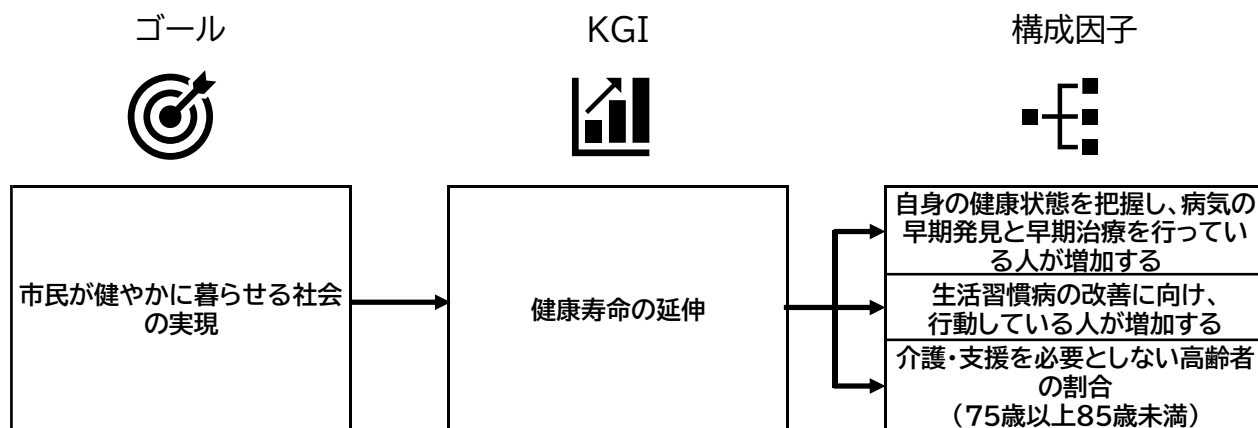 ゴール
KGI
構成因子
市民が健やかに暮らせる社会
の実現
健康寿命の延伸
自身の健康状態を把握し、病気の
早期発見と早期治療を行ってい
る人が増加する
生活習慣病の改善に向け、
行動している人が増加する
介護・支援を必要としない高齢者
の割合
（75歳以上85歳未満）